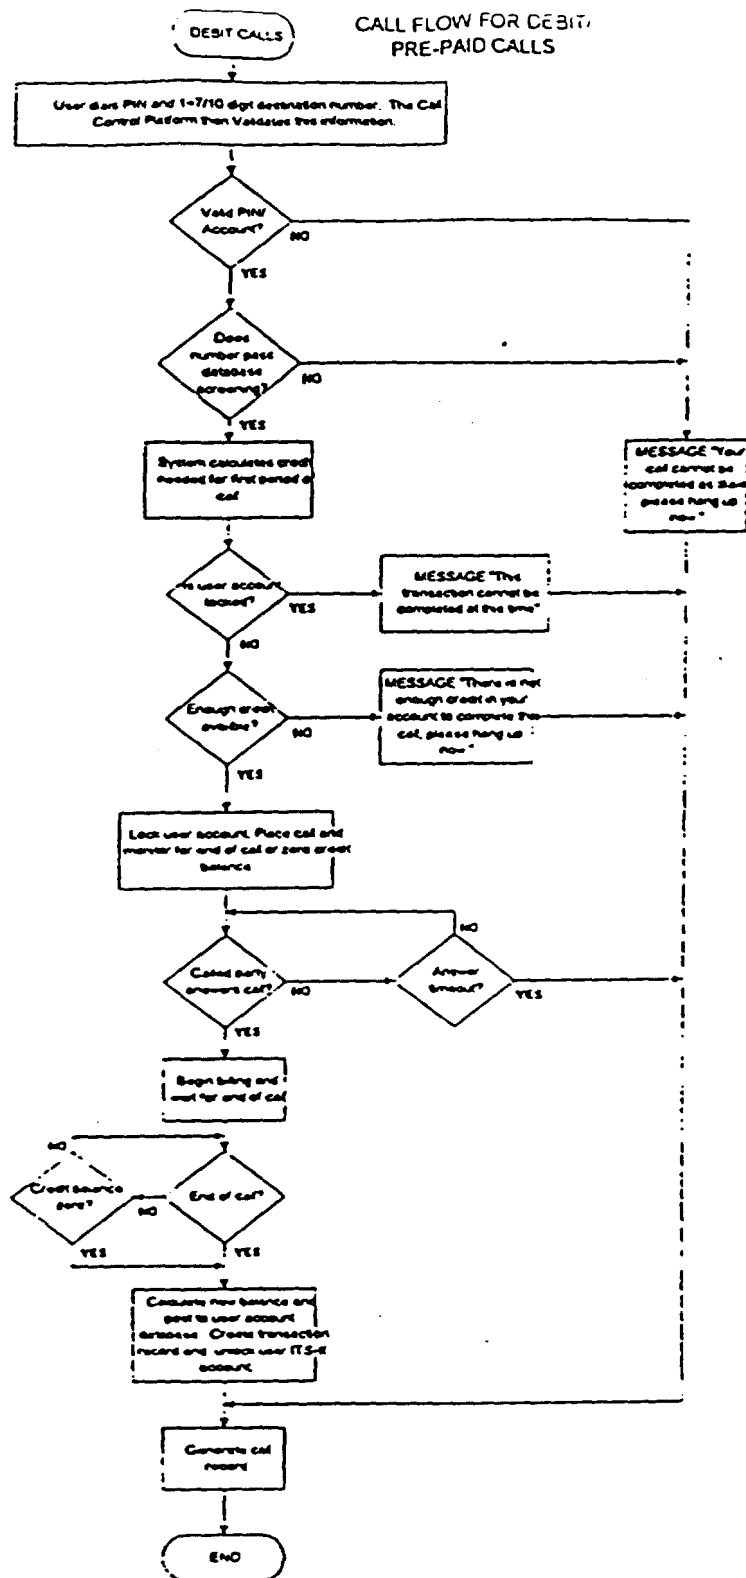 CALL FLOW FOR DEBIT/
PRE-PAID CALLS
DEBIT CALLS
User dials PIN and 1+7/10 digit destination number. The Call
Control Platform then Validates this information.
Valid PIN/
Account?
NO
YES
Does
number pass
database
screening?
NO
YES
System calculates credit
needed for first period of
call
MESSAGE "Your
call cannot be
completed as dialed
please hang up
now."
Is user account
locked?
YES
NO
MESSAGE "This
transaction cannot be
completed at this time"
Enough credit
available?
NO
YES
MESSAGE "There is not
enough credit in your
account to complete this
call, please hang up
now."
Lock user account. Place call and
monitor for end of call or zero credit
balance
NO
Called party
answers call?
NO
YES
Answer
timeout?
YES
Begin billing and
wait for end of call
NO
Credit balance
zero?
NO
YES
End of call?
YES
Calculate new balance and
post to user account
database. Create transaction
record and unlock user
account
Generate call
record
END